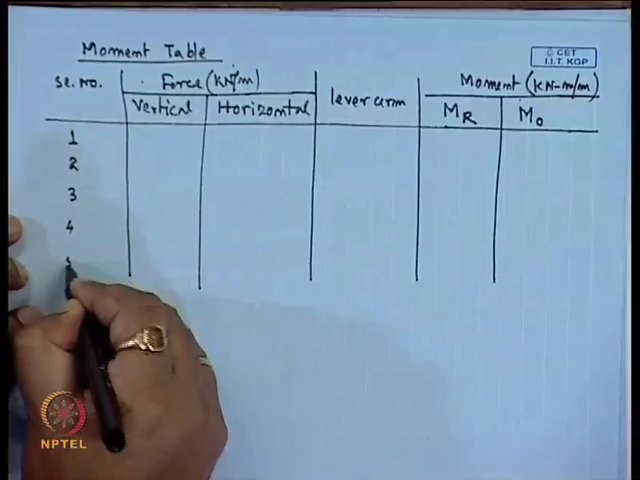 Moment Table
© CET
I.I.T. KGP
Sl. No. Force (KN/m) lever arm Moment (KN-m/m)
Vertical Horizontal MR Mo
1
2
3
4
NPTEL